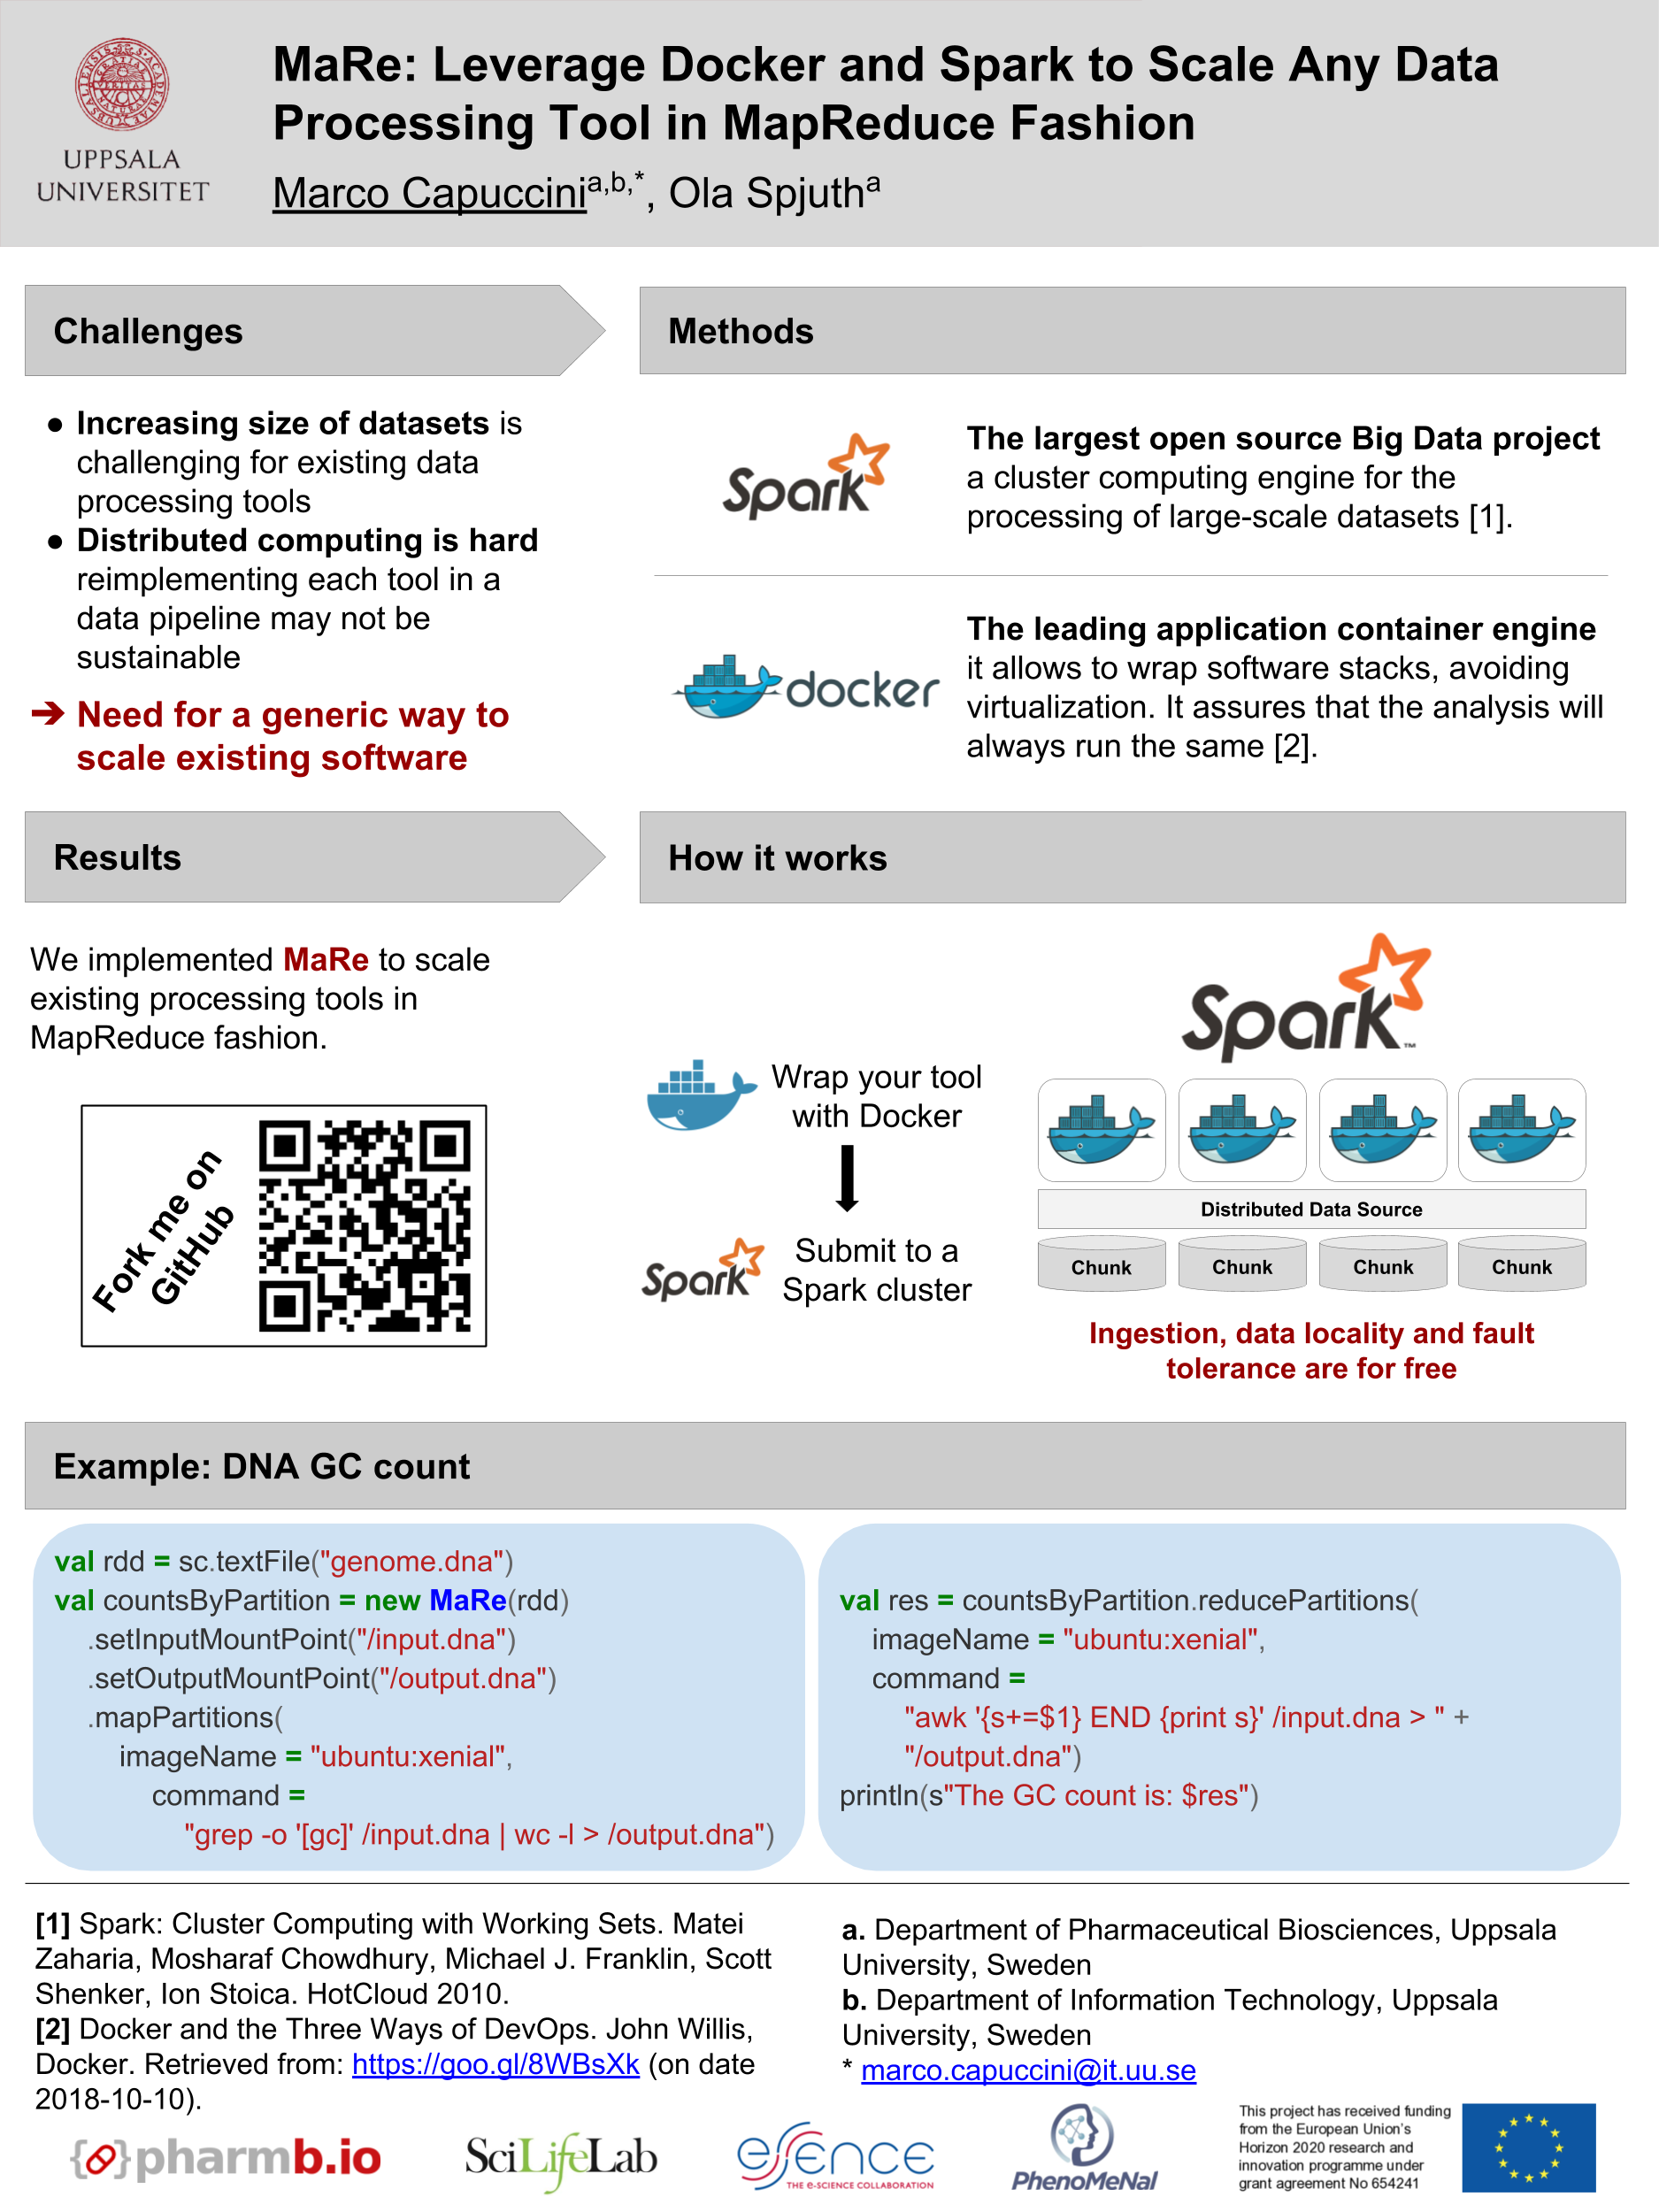 UPPSALA
UNIVERSITET
MaRe: Leverage Docker and Spark to Scale Any Data
Processing Tool in MapReduce Fashion
Marco Capuccini a,b,*, Ola Spjuth a
Challenges
● Increasing size of datasets is
challenging for existing data
processing tools
● Distributed computing is hard
reimplementing each tool in a
data pipeline may not be
sustainable
➔ Need for a generic way to
scale existing software
Methods
Spark
The largest open source Big Data project
a cluster computing engine for the
processing of large-scale datasets [1].
docker
The leading application container engine
it allows to wrap software stacks, avoiding
virtualization. It assures that the analysis will
always run the same [2].
Results
We implemented MaRe to scale
existing processing tools in
MapReduce fashion.
Fork me on
GitHub
How it works
Wrap your tool
with Docker
Spark
Submit to a
Spark cluster
Spark™
Distributed Data Source
Chunk Chunk Chunk Chunk
Ingestion, data locality and fault
tolerance are for free
Example: DNA GC count
val rdd = sc.textFile("genome.dna")
val countsByPartition = new MaRe(rdd)
.setInputMountPoint("/input.dna")
.setOutputMountPoint("/output.dna")
.mapPartitions(
imageName = "ubuntu:xenial",
command =
"grep -o '[gc]' /input.dna | wc -l > /output.dna")
val res = countsByPartition.reducePartitions(
imageName = "ubuntu:xenial",
command =
"awk '{s+=$1} END {print s}' /input.dna > " +
"/output.dna")
println(s"The GC count is: $res")
[1] Spark: Cluster Computing with Working Sets. Matei
Zaharia, Mosharaf Chowdhury, Michael J. Franklin, Scott
Shenker, Ion Stoica. HotCloud 2010.
[2] Docker and the Three Ways of DevOps. John Willis,
Docker. Retrieved from: https://goo.gl/8WBsXk (on date
2018-10-10).
a. Department of Pharmaceutical Biosciences, Uppsala
University, Sweden
b. Department of Information Technology, Uppsala
University, Sweden
* marco.capuccini@it.uu.se
{}pharmb.io
SciLifeLab
eSSENCE
THE e-SCIENCE COLLABORATION
PhenoMeNal
This project has received funding
from the European Union's
Horizon 2020 research and
innovation programme under
grant agreement No 654241